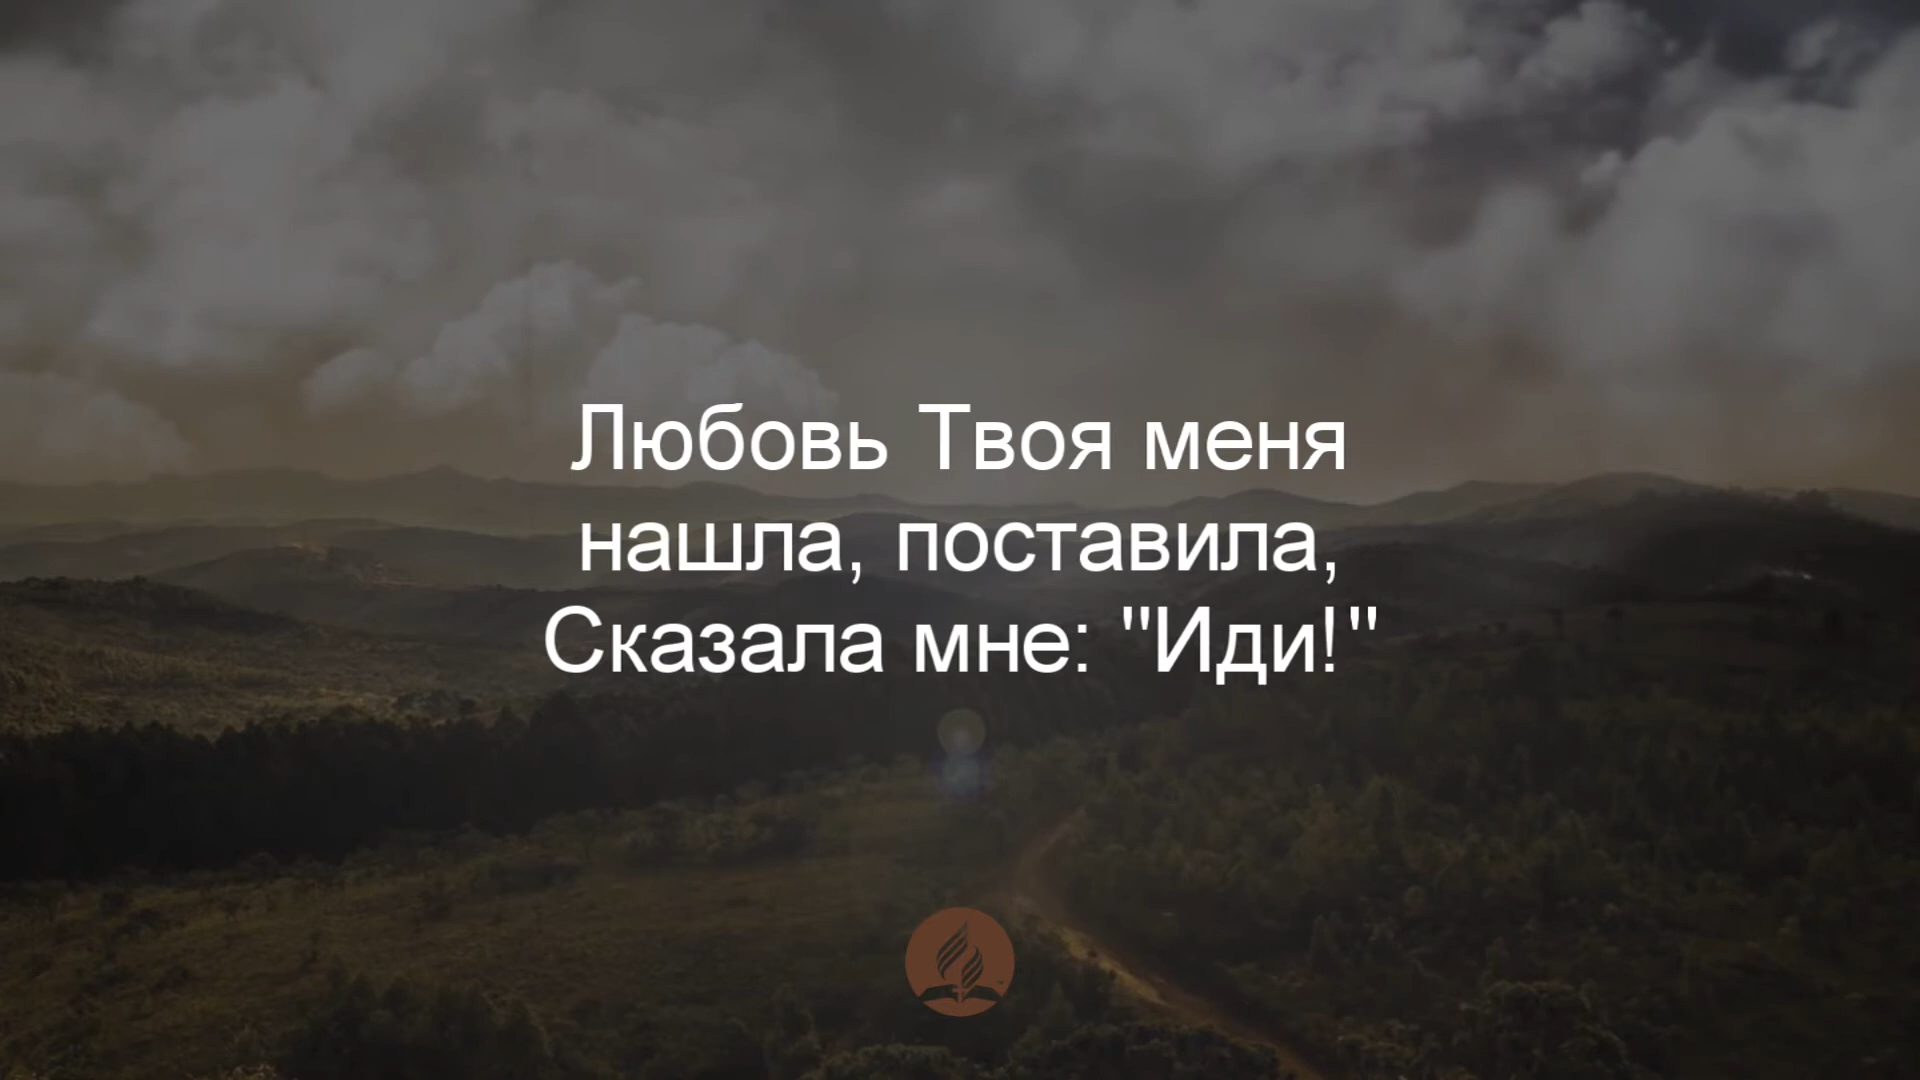 Любовь Твоя меня
нашла, поставила,
Сказала мне: "Иди!"